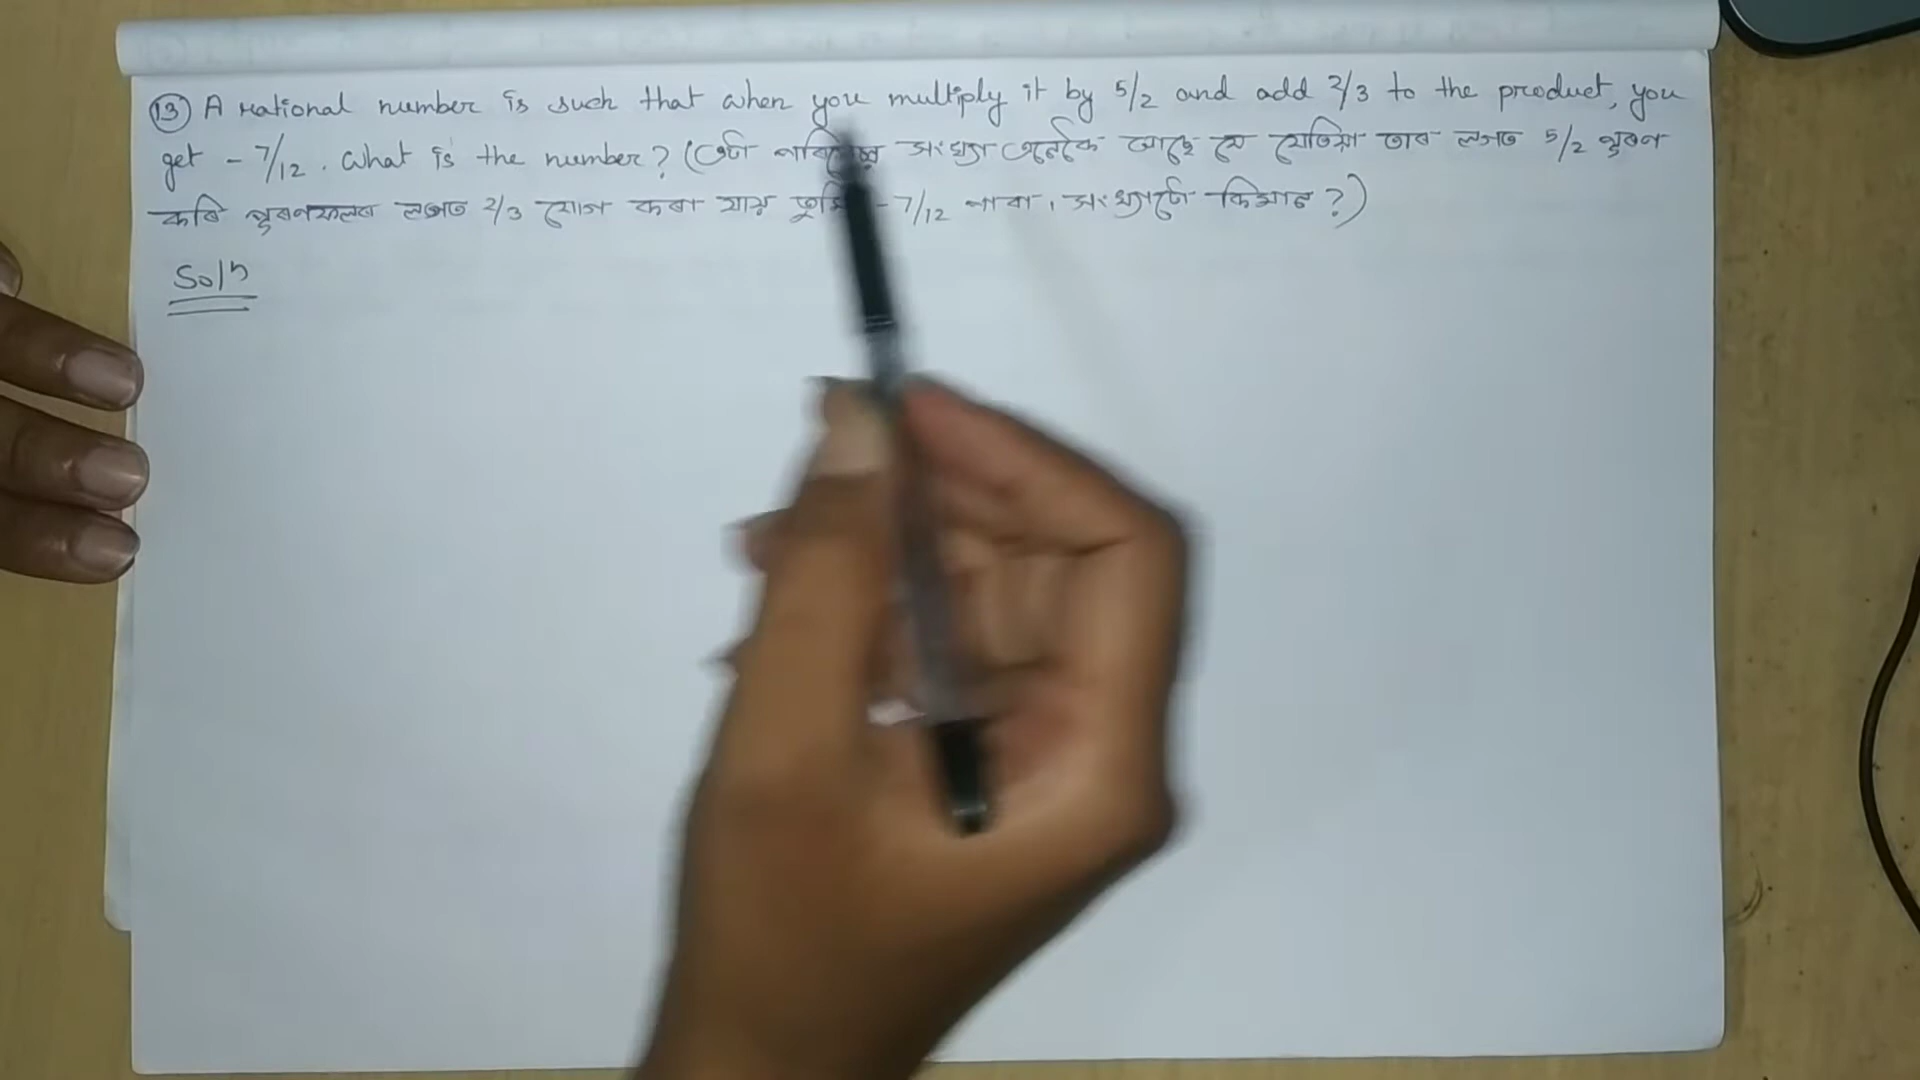 (13) A rational number is such that when you multiply it by 5/2 and add 2/3 to the product, you
get - 7/12. What is the number? (এটা পৰিমেয় সংখ্যা এনেকৈ আছে যে যেতিয়া তাৰ লগত 5/2 পূৰণ
কৰি পূৰণফলৰ লগত 2/3 যোগ কৰা যায় তুমি - 7/12 পাবা। সংখ্যাটো কিমান?)
Solⁿ